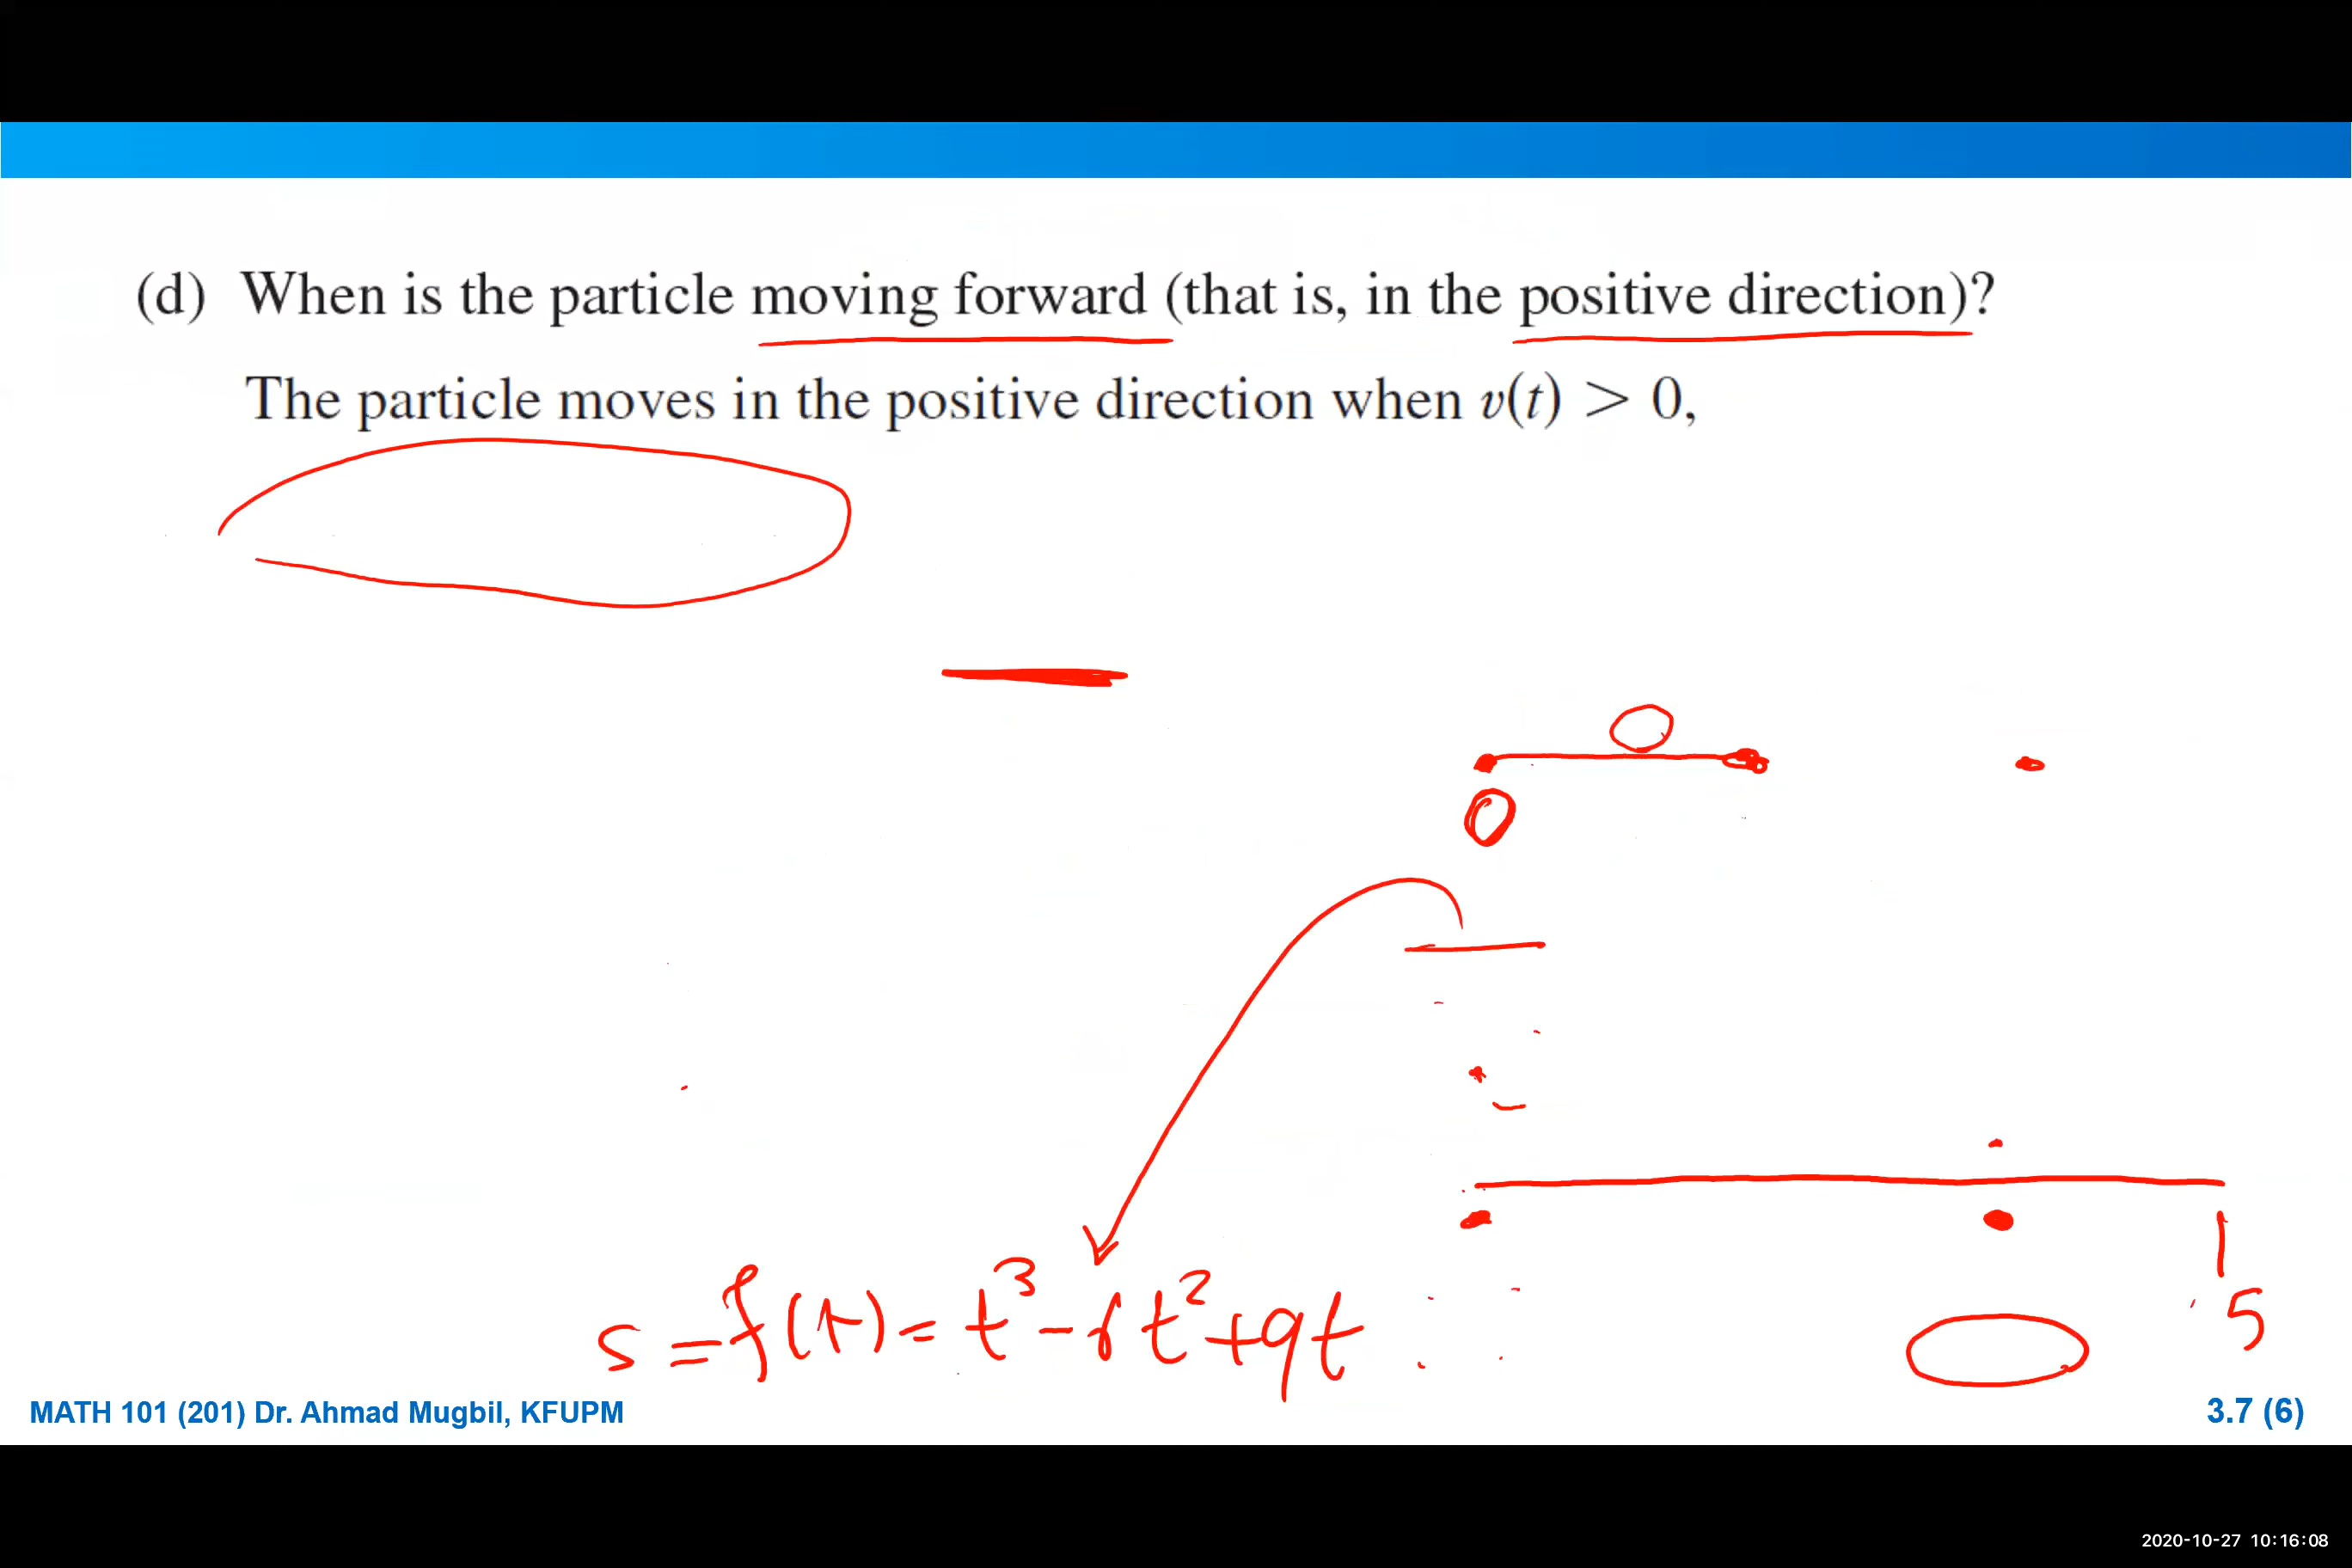 (d) When is the particle moving forward (that is, in the positive direction)?
The particle moves in the positive direction when v(t) > 0,
0
5
s = f(t) = t³ - 6t² + 9t
MATH 101 (201) Dr. Ahmad Mugbil, KFUPM
3.7 (6)
2020-10-27 10:16:08